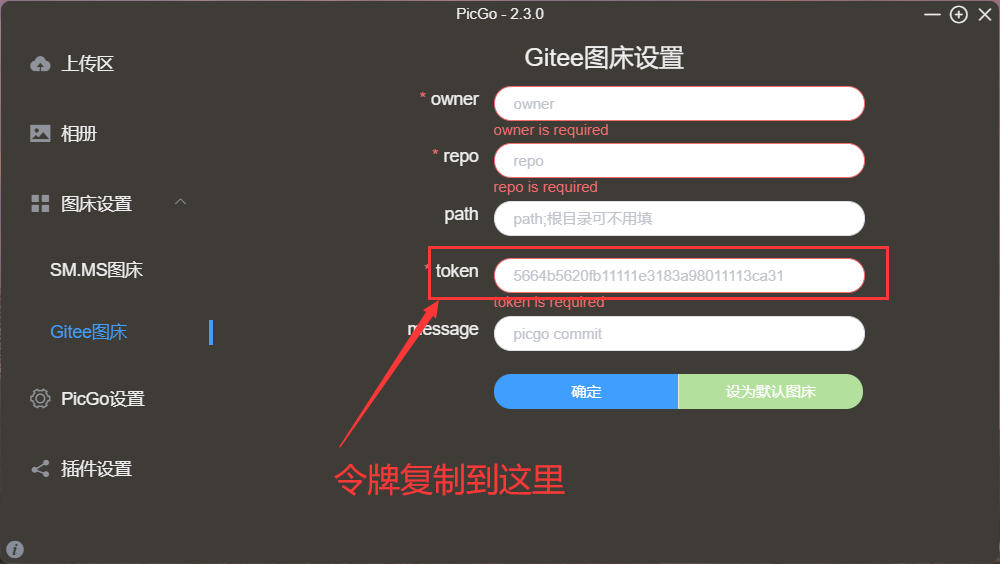 PicGo - 2.3.0
上传区
相册
图床设置
SM.MS图床
Gitee图床
PicGo设置
插件设置
Gitee图床设置
* owner
owner
owner is required
* repo
repo
repo is required
path
path;根目录可不用填
* token
5664b5620fb11111e3183a98011113ca31
token is required
message
picgo commit
确定
设为默认图床
令牌复制到这里